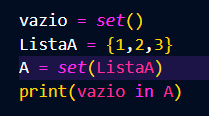 vazio = set()
ListaA = {1,2,3}
A = set(ListaA)
print(vazio in A)